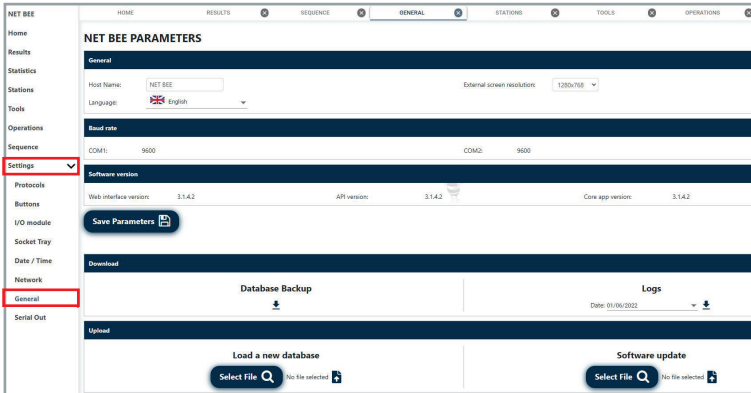 NET BEE
Home
Results
Statistics
Stations
Tools
Operations
Sequence
Settings
Protocols
Buttons
I/O module
Socket Tray
Date / Time
Network
General
Serial Out
HOME RESULTS SEQUENCE GENERAL STATIONS TOOLS OPERATIONS
NET BEE PARAMETERS
General
Host Name: NET BEE External screen resolution: 1280x768
Language: English
Baud rate
COM1: 9600 COM2: 9600
Software version
Web interface version: 3.1.4.2 API version: 3.1.4.2 Core app version: 3.1.4.2
Save Parameters
Download
Database Backup Logs
Date: 01/06/2022
Upload
Load a new database Software update
Select File No file selected Select File No file selected